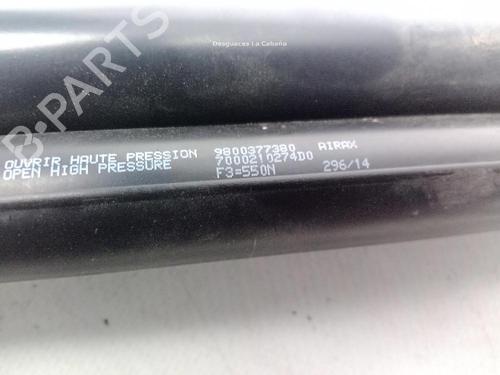 Desguaces La Cabaña
B-PARTS
OUVRIR HAUTE PRESSION 9800377380 AIRAX
OPEN HIGH PRESSURE 7000210274D0
F3=550N 296/14